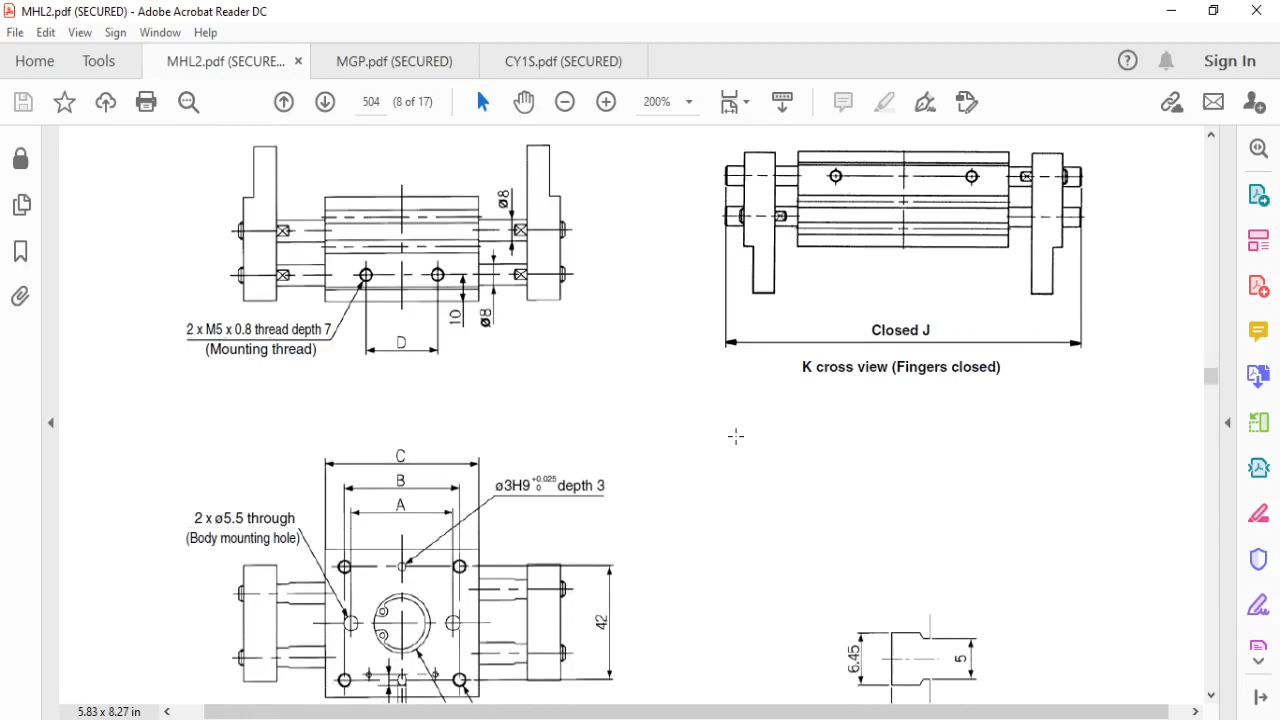 MHL2.pdf (SECURED) - Adobe Acrobat Reader DC
File Edit View Sign Window Help
Home Tools MHL2.pdf (SECURE... × MGP.pdf (SECURED) CY1S.pdf (SECURED) Sign In
504 (8 of 17) 200%
ø8
2 x M5 x 0.8 thread depth 7
(Mounting thread)
D
10
ø8
Closed J
K cross view (Fingers closed)
C
B
A
ø3H9 +0.025 0 depth 3
2 x ø5.5 through
(Body mounting hole)
42
6.45
5
5.83 x 8.27 in